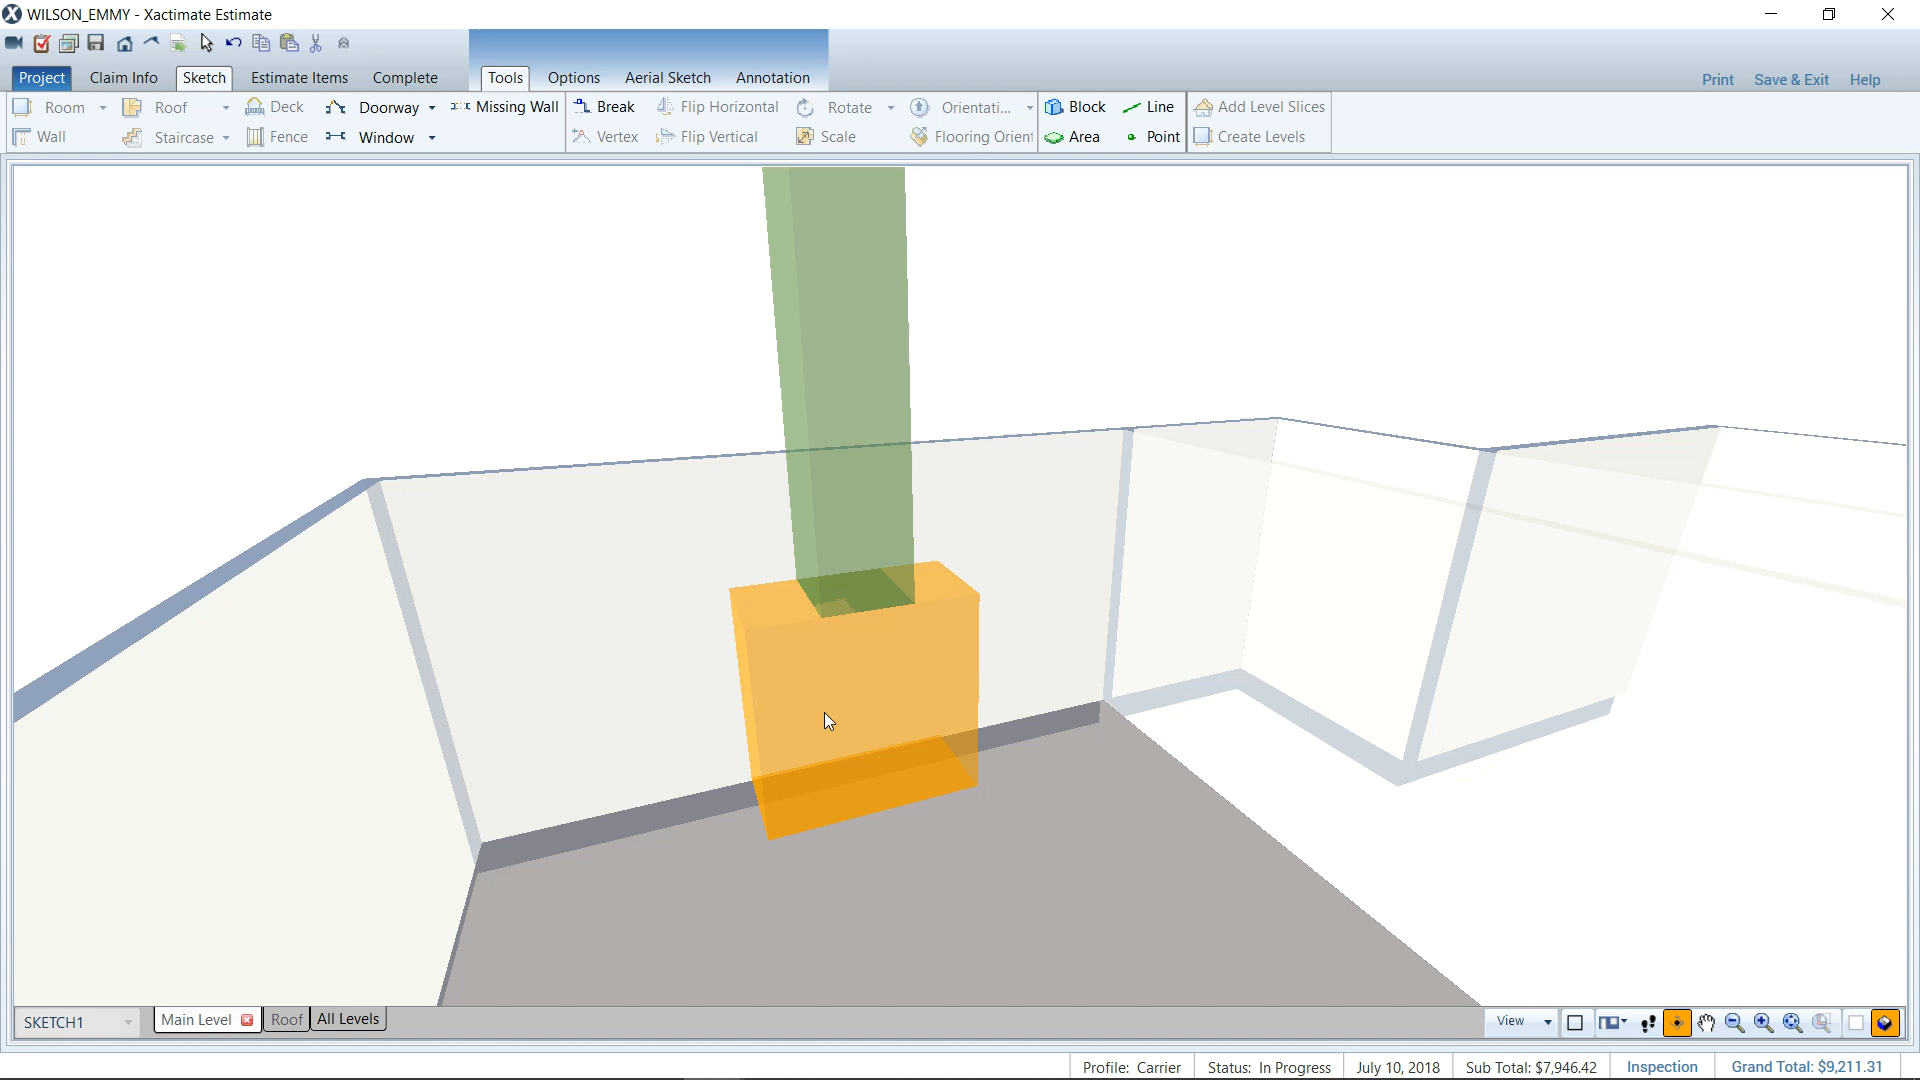 WILSON_EMMY - Xactimate Estimate
Project Claim Info Sketch Estimate Items Complete Tools Options Aerial Sketch Annotation Print Save & Exit Help
Room Roof Deck Doorway Missing Wall Break Flip Horizontal Rotate Orientati... Block Line Add Level Slices
Wall Staircase Fence Window Vertex Flip Vertical Scale Flooring Orient Area Point Create Levels
SKETCH1 Main Level Roof All Levels View
Profile: Carrier Status: In Progress July 10, 2018 Sub Total: $7,946.42 Inspection Grand Total: $9,211.31